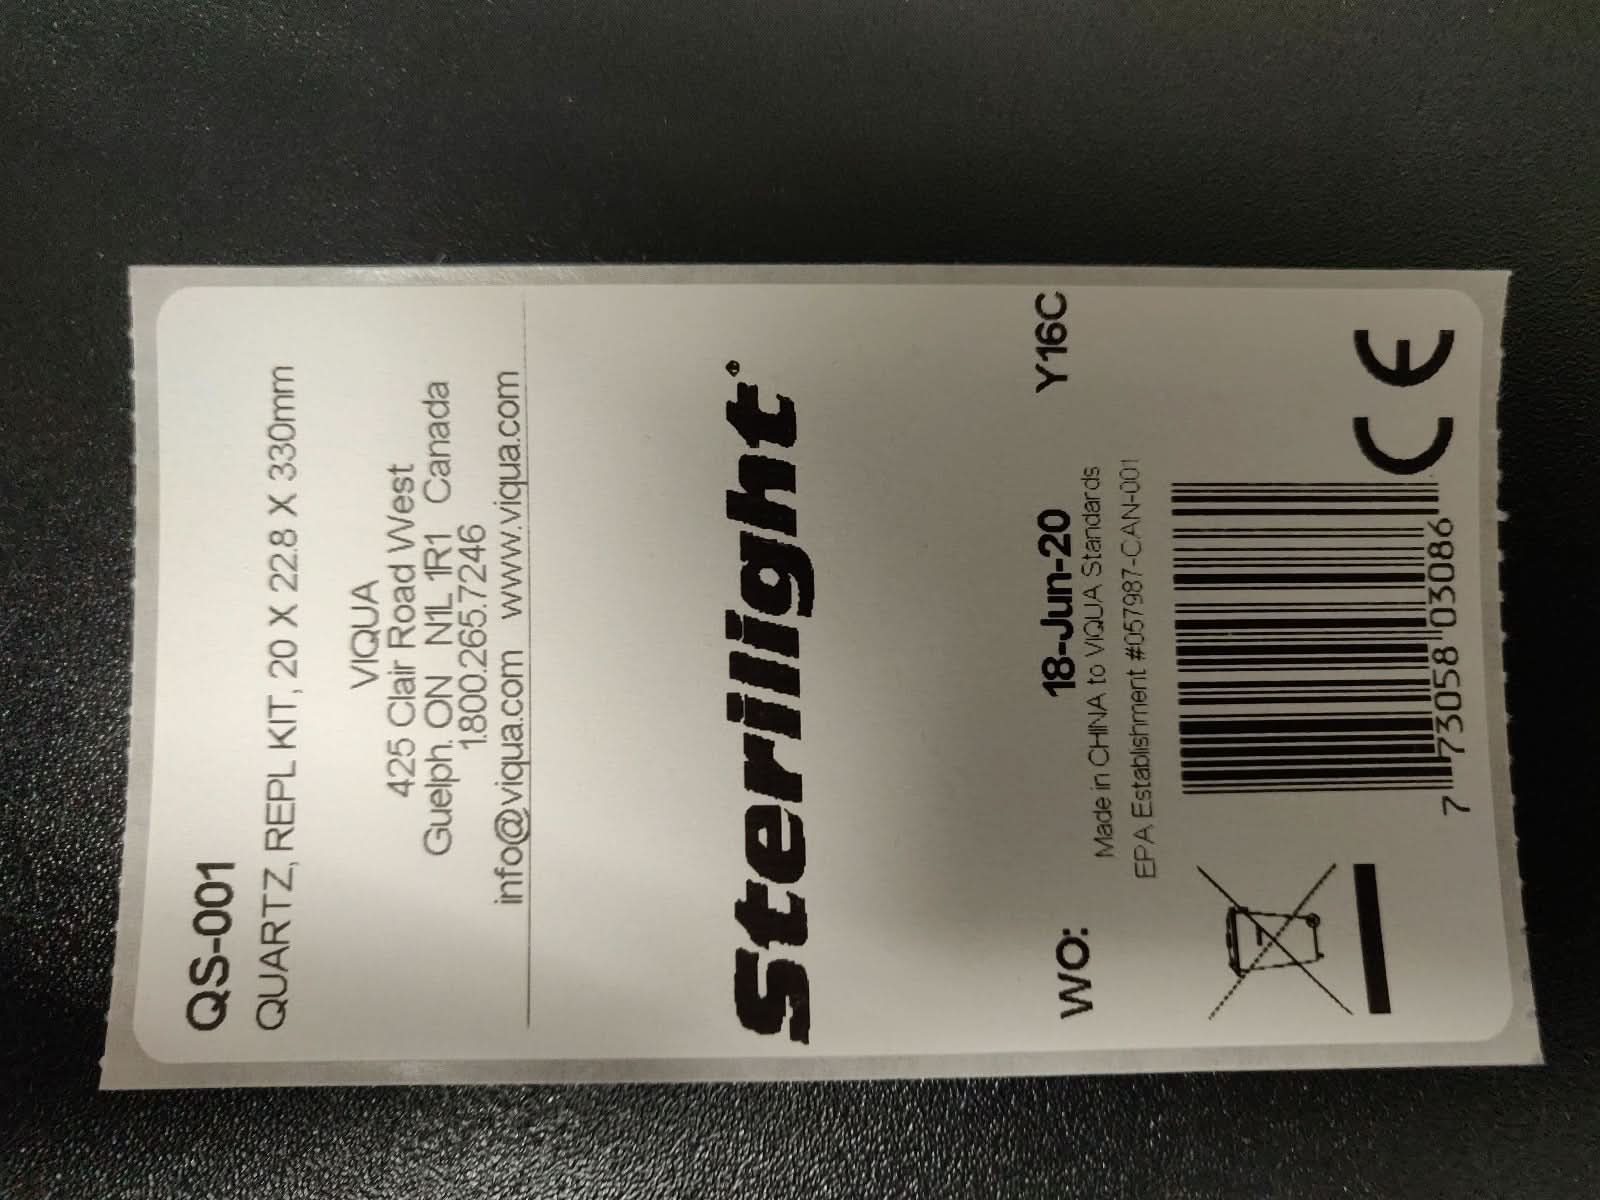 QS-001
QUARTZ, REPL KIT, 20 X 22.8 X 330mm
VIQUA
425 Clair Road West
Guelph, ON N1L 1R1 Canada
1.800.265.7246
info@viqua.com www.viqua.com
Sterilight®
WO: 18-Jun-20 Y16C
Made in CHINA to VIQUA Standards
EPA Establishment #057987-CAN-001
7 73058 03086
CE